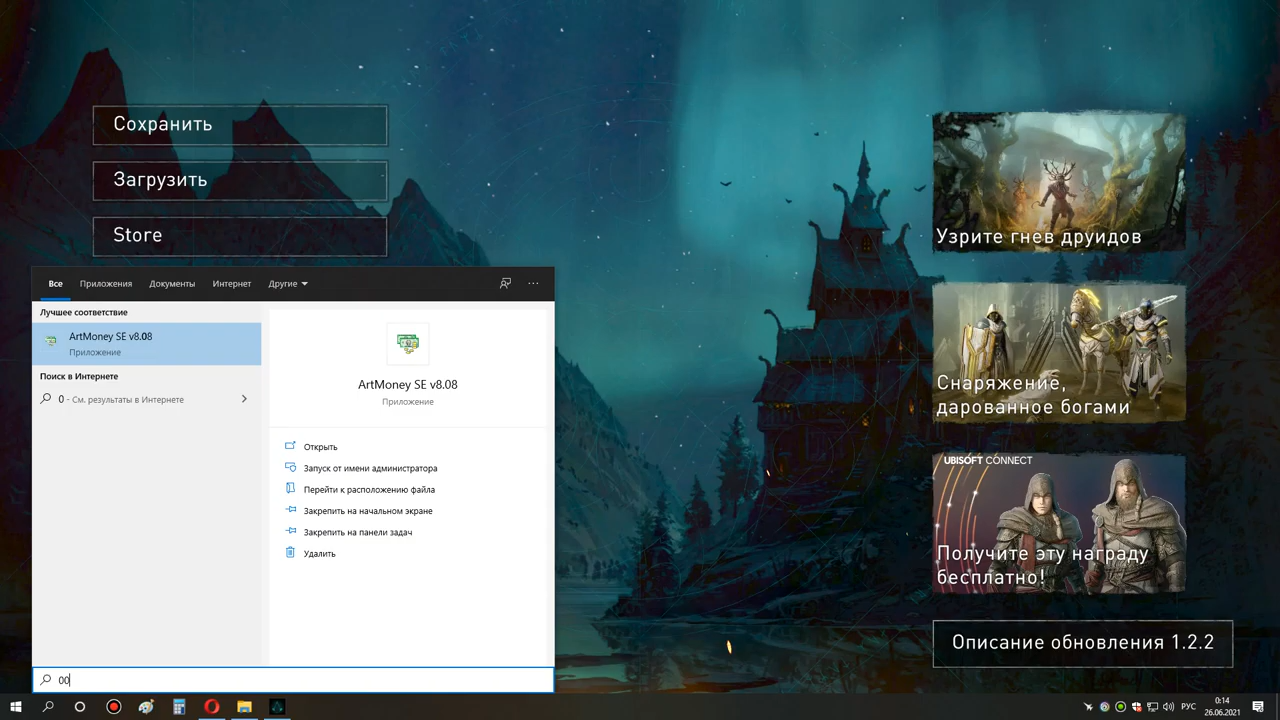 Сохранить
Загрузить
Store
Все
Приложения
Документы
Интернет
Другие
Лучшее соответствие
ArtMoney SE v8.08
Приложение
Поиск в Интернете
0 - См. результаты в Интернете
ArtMoney SE v8.08
Приложение
Открыть
Запуск от имени администратора
Перейти к расположению файла
Закрепить на начальном экране
Закрепить на панели задач
Удалить
00
Узрите гнев друидов
Снаряжение,
дарованное богами
UBISOFT CONNECT
Получите эту награду
бесплатно!
Описание обновления 1.2.2
РУС
0:14
26.06.2021